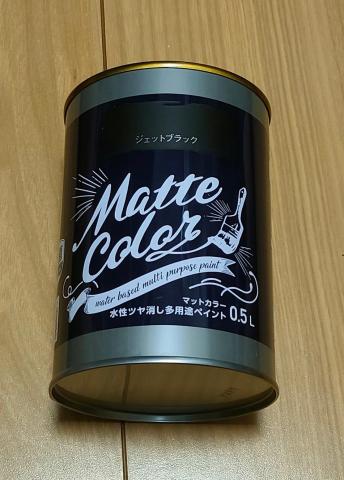 ジェットブラック
Matte
Color
water based multi purpose paint
マットカラー
水性ツヤ消し多用途ペイント 0.5L